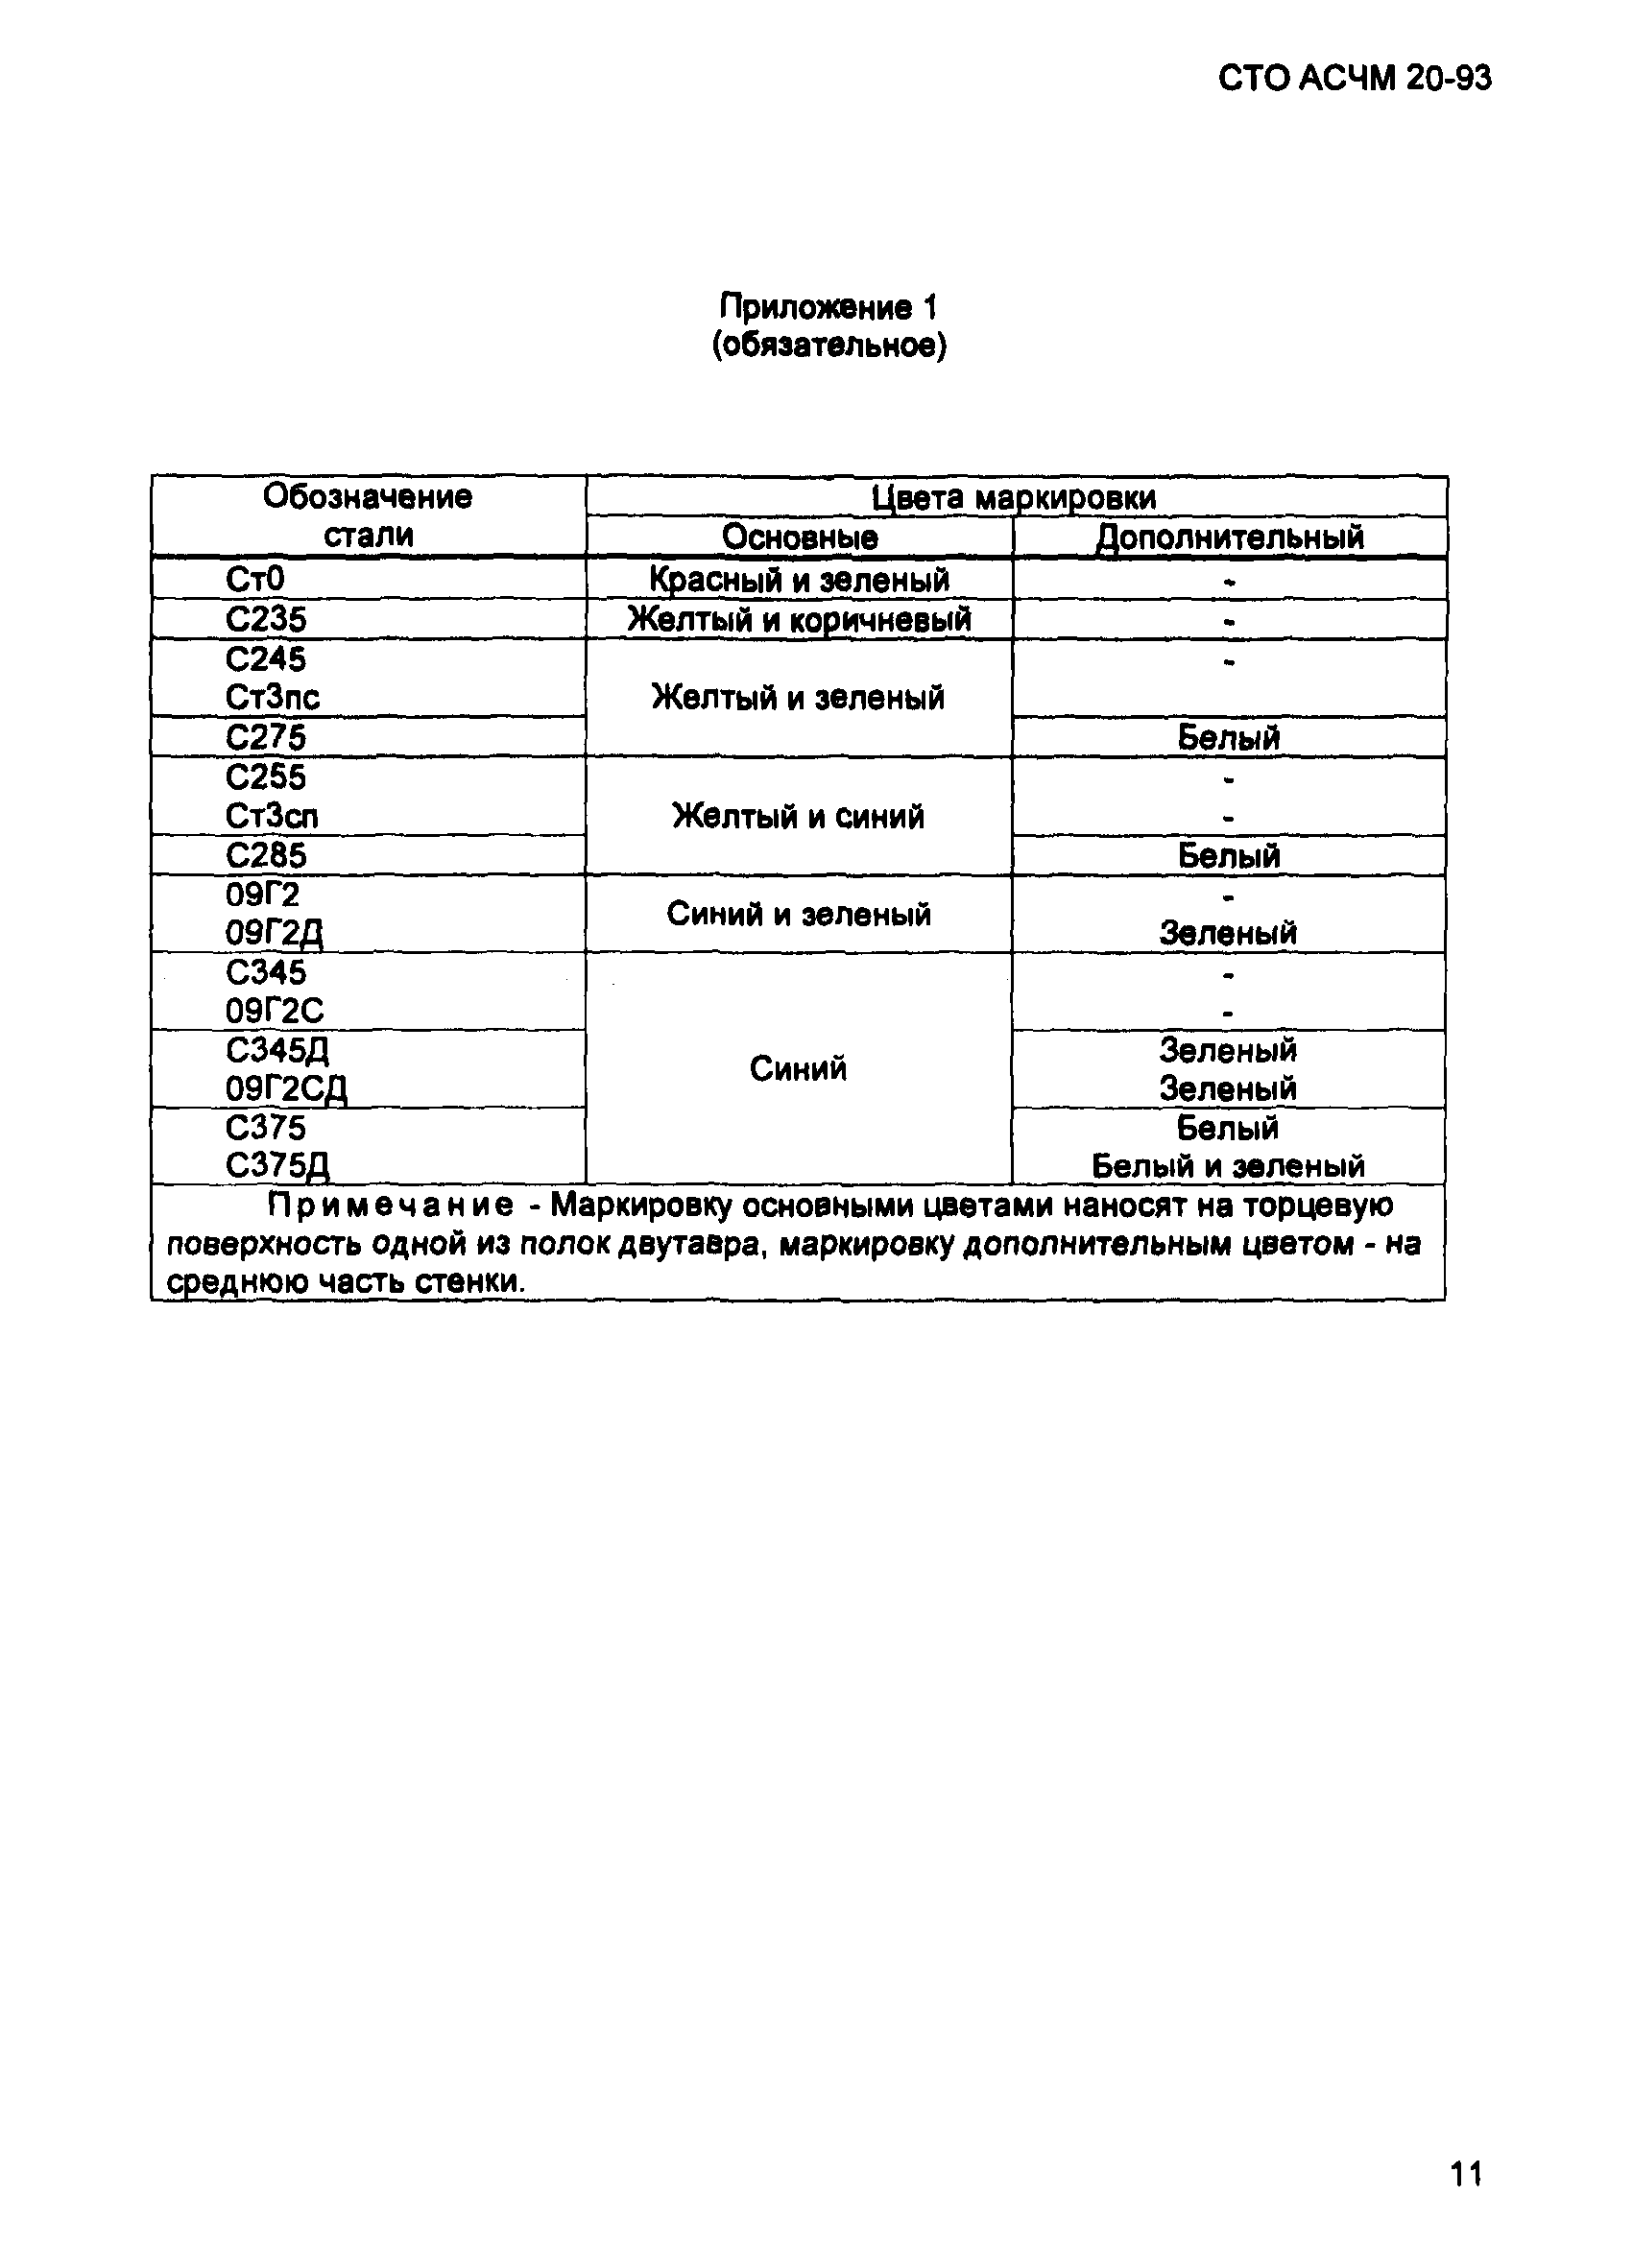 СТО АСЧМ 20-93
Приложение 1
(обязательное)
Обозначение стали Цвета маркировки
Основные Дополнительный
Ст0 Красный и зеленый -
С235 Желтый и коричневый -
С245 -
Ст3пс Желтый и зеленый
С275 Белый
С255 -
Ст3сп Желтый и синий -
С285 Белый
09Г2 Синий и зеленый -
09Г2Д Зеленый
С345 -
09Г2С -
С345Д Синий Зеленый
09Г2СД Зеленый
С375 Белый
С375Д Белый и зеленый
Примечание - Маркировку основными цветами наносят на торцевую
поверхность одной из полок двутавра, маркировку дополнительным цветом - на
среднюю часть стенки.
11